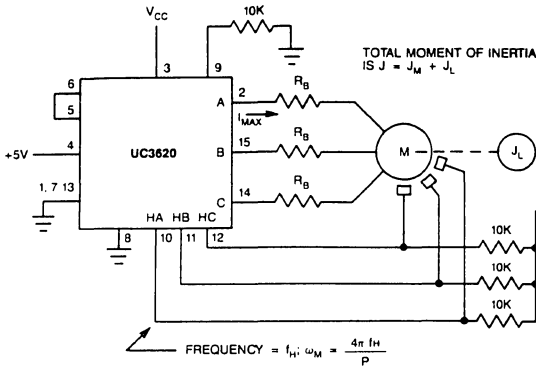 V_CC
10K
3
9
TOTAL MOMENT OF INERTIA
IS J = J_M + J_L
6
5
A
2
R_B
I_MAX
+5V
4
UC3620
B
15
R_B
M
J_L
1, 7 13
C
14
R_B
HA HB HC
8
10
11
12
10K
10K
10K
FREQUENCY = f_H; ω_M = 4π f_H / P